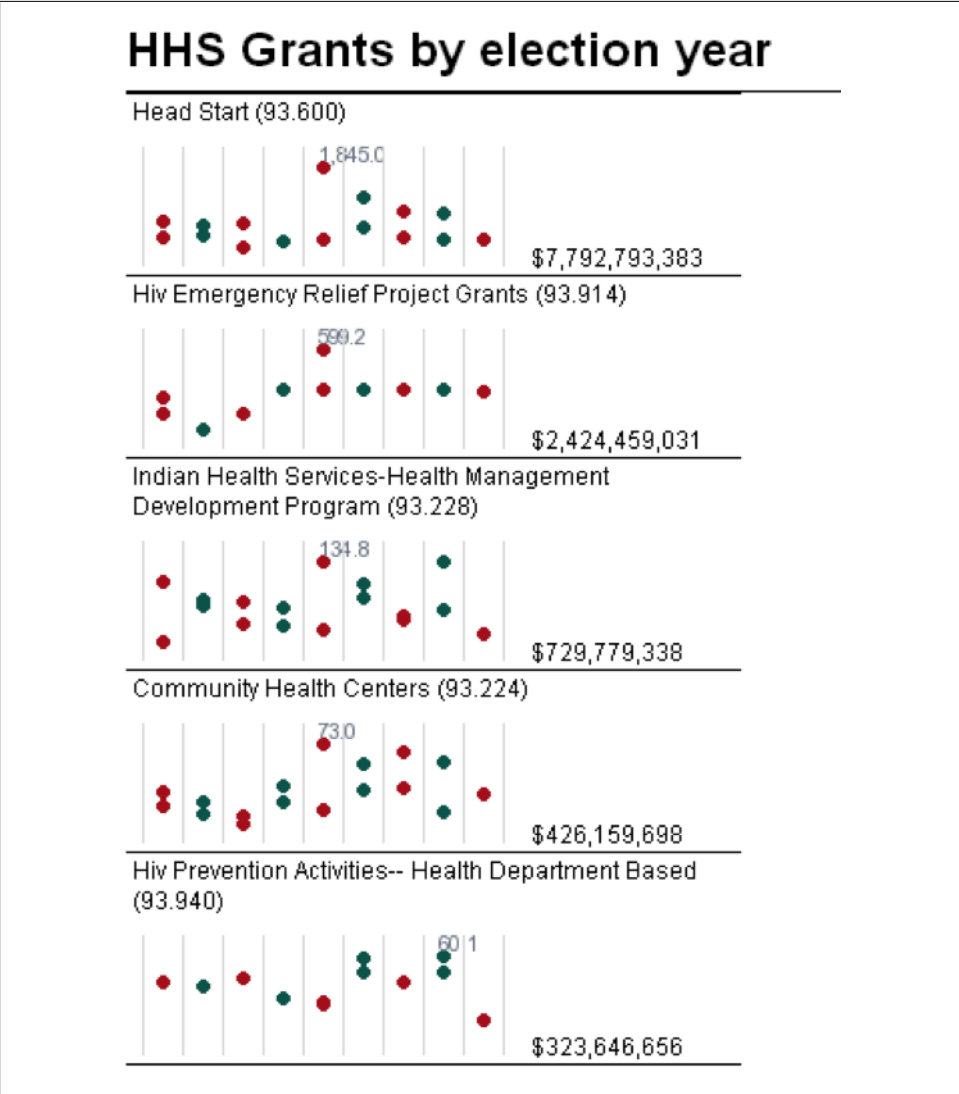 HHS Grants by election year
Head Start (93.600)
1,845.0
$7,792,793,383
Hiv Emergency Relief Project Grants (93.914)
599.2
$2,424,459,031
Indian Health Services-Health Management
Development Program (93.228)
134.8
$729,779,338
Community Health Centers (93.224)
73.0
$426,159,698
Hiv Prevention Activities-- Health Department Based
(93.940)
60.1
$323,646,656